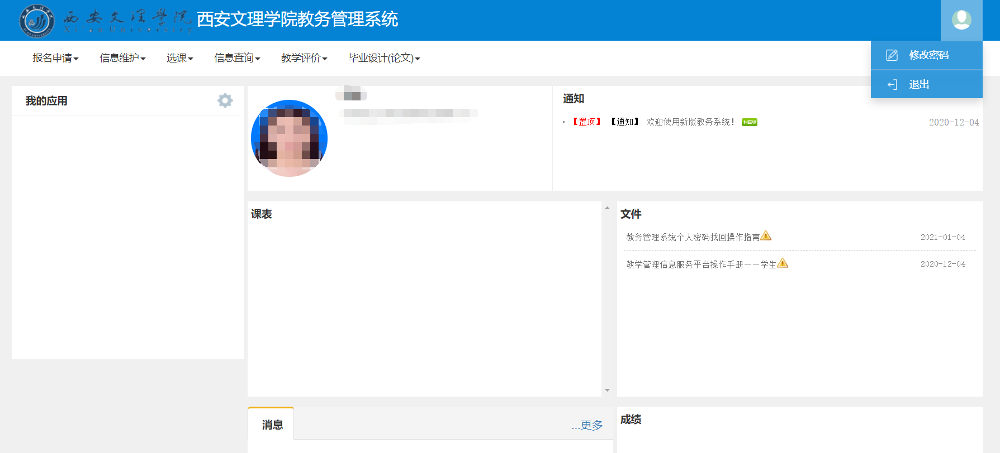 西安文理學院 西安文理学院教务管理系统
Xi'an University
报名申请 信息维护 选课 信息查询 教学评价 毕业设计(论文)
修改密码
退出
我的应用
通知
【置顶】 【通知】 欢迎使用新版教务系统! NEW 2020-12-04
课表
文件
教务管理系统个人密码找回操作指南 2021-01-04
教学管理信息服务平台操作手册——学生 2020-12-04
消息 ...更多
成绩